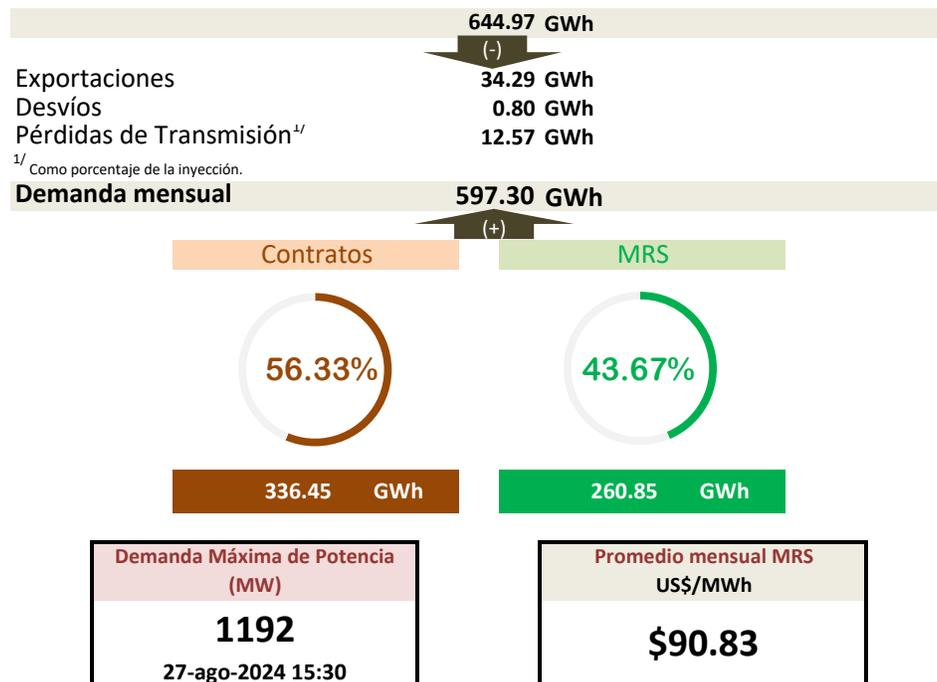 644.97 GWh
(-)
Exportaciones 34.29 GWh
Desvíos 0.80 GWh
Pérdidas de Transmisión1/ 12.57 GWh
1/ Como porcentaje de la inyección.
Demanda mensual 597.30 GWh
(+)
Contratos MRS
56.33% 43.67%
336.45 GWh 260.85 GWh
Demanda Máxima de Potencia Promedio mensual MRS
(MW) US$/MWh
1192 $90.83
27-ago-2024 15:30